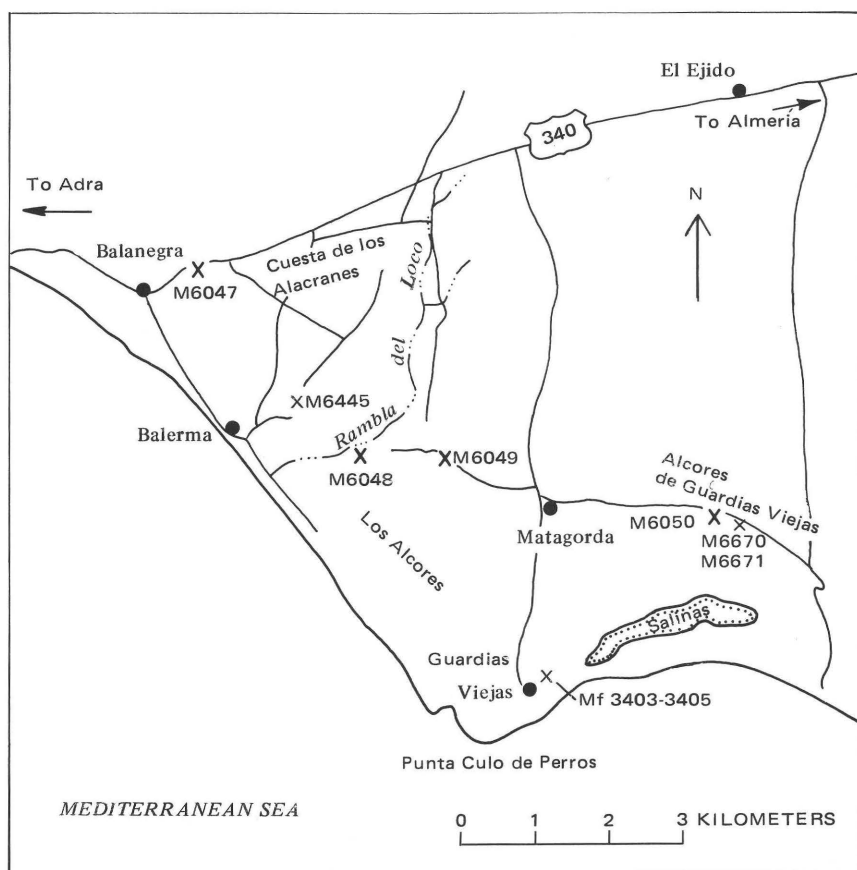 El Ejido
340
To Almería
To Adra
N
Balanegra
Cuesta de los
Alacranes
Loco
M6047
del
M6445
Rambla
Balerma
M6049
M6048
Alcores
de Guardias Viejas
M6050
Matagorda
M6670
M6671
Los Alcores
Salinas
Guardias
Viejas
Mf 3403-3405
Punta Culo de Perros
MEDITERRANEAN SEA
0 1 2 3 KILOMETERS